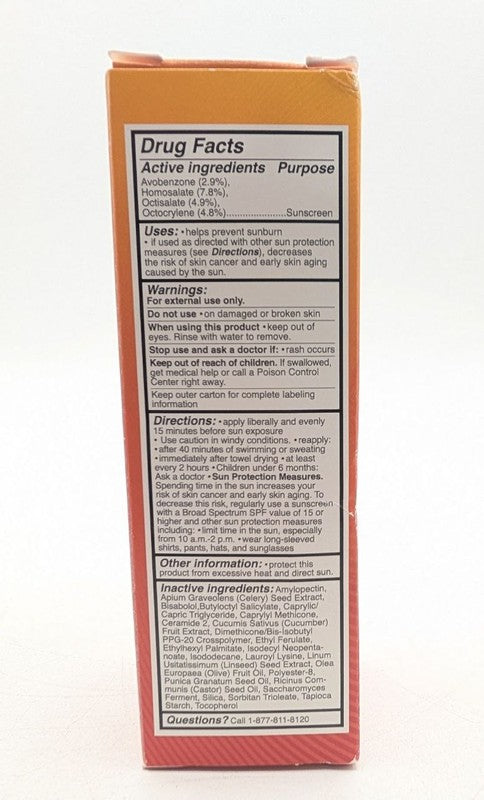 Drug Facts
Active ingredients Purpose
Avobenzone (2.9%),
Homosalate (7.8%),
Octisalate (4.9%),
Octocrylene (4.8%)........................Sunscreen
Uses: • helps prevent sunburn
• if used as directed with other sun protection
measures (see Directions), decreases
the risk of skin cancer and early skin aging
caused by the sun.
Warnings:
For external use only.
Do not use • on damaged or broken skin
When using this product • keep out of
eyes. Rinse with water to remove.
Stop use and ask a doctor if: • rash occurs
Keep out of reach of children. If swallowed,
get medical help or call a Poison Control
Center right away.
Keep outer carton for complete labeling
information
Directions: • apply liberally and evenly
15 minutes before sun exposure
• Use caution in windy conditions. • reapply:
• after 40 minutes of swimming or sweating
• immediately after towel drying • at least
every 2 hours • Children under 6 months:
Ask a doctor • Sun Protection Measures.
Spending time in the sun increases your
risk of skin cancer and early skin aging. To
decrease this risk, regularly use a sunscreen
with a Broad Spectrum SPF value of 15 or
higher and other sun protection measures
including: • limit time in the sun, especially
from 10 a.m.-2 p.m. • wear long-sleeved
shirts, pants, hats, and sunglasses
Other information: • protect this
product from excessive heat and direct sun.
Inactive ingredients: Amylopectin,
Apium Graveolens (Celery) Seed Extract,
Bisabolol,Butyloctyl Salicylate, Caprylic/
Capric Triglyceride, Caprylyl Methicone,
Ceramide 2, Cucumis Sativus (Cucumber)
Fruit Extract, Dimethicone/Bis-Isobutyl
PPG-20 Crosspolymer, Ethyl Ferulate,
Ethylhexyl Palmitate, Isodecyl Neopenta-
noate, Isododecane, Lauroyl Lysine, Linum
Usitatissimum (Linseed) Seed Extract, Olea
Europaea (Olive) Fruit Oil, Polyester-8,
Punica Granatum Seed Oil, Ricinus Com-
munis (Castor) Seed Oil, Saccharomyces
Ferment, Silica, Sorbitan Trioleate, Tapioca
Starch, Tocopherol
Questions? Call 1-877-811-8120